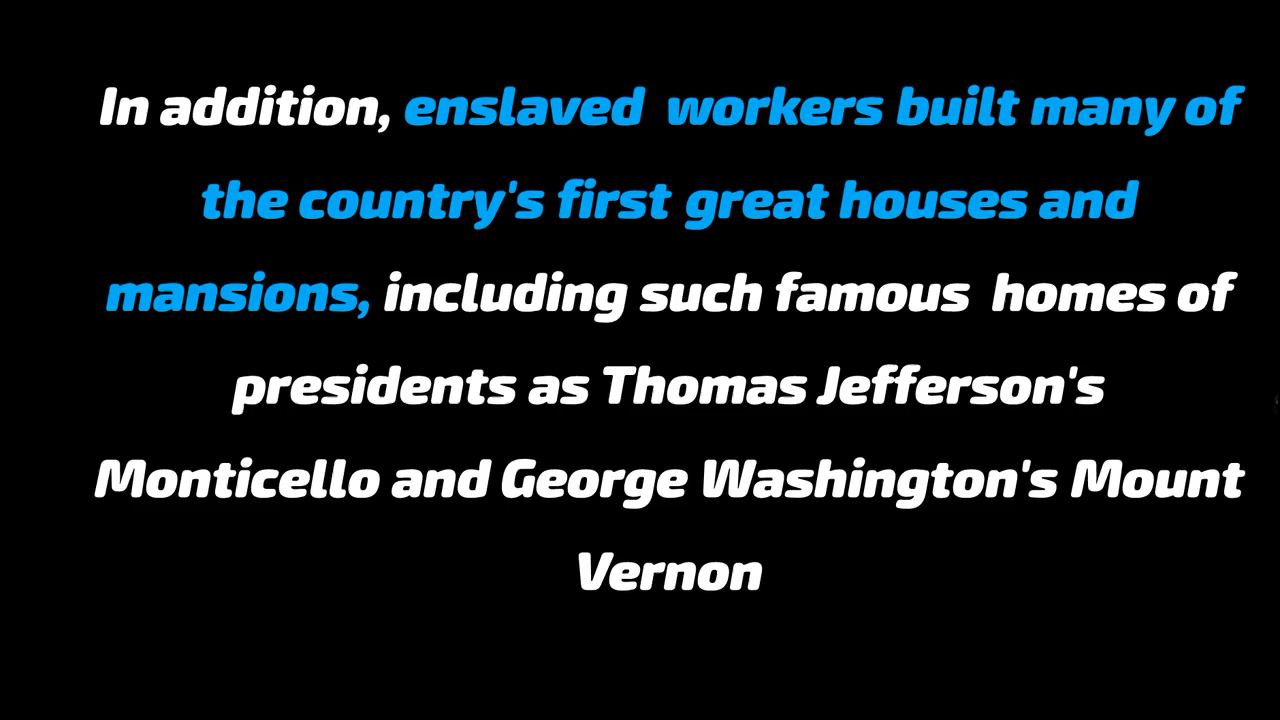 In addition, enslaved workers built many of
the country's first great houses and
mansions, including such famous homes of
presidents as Thomas Jefferson's
Monticello and George Washington's Mount
Vernon